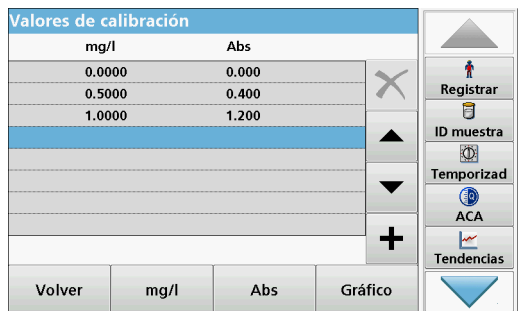 Valores de calibración
mg/l Abs
0.0000 0.000
0.5000 0.400
1.0000 1.200
Volver mg/l Abs Gráfico
Registrar
ID muestra
Temporizad
ACA
Tendencias